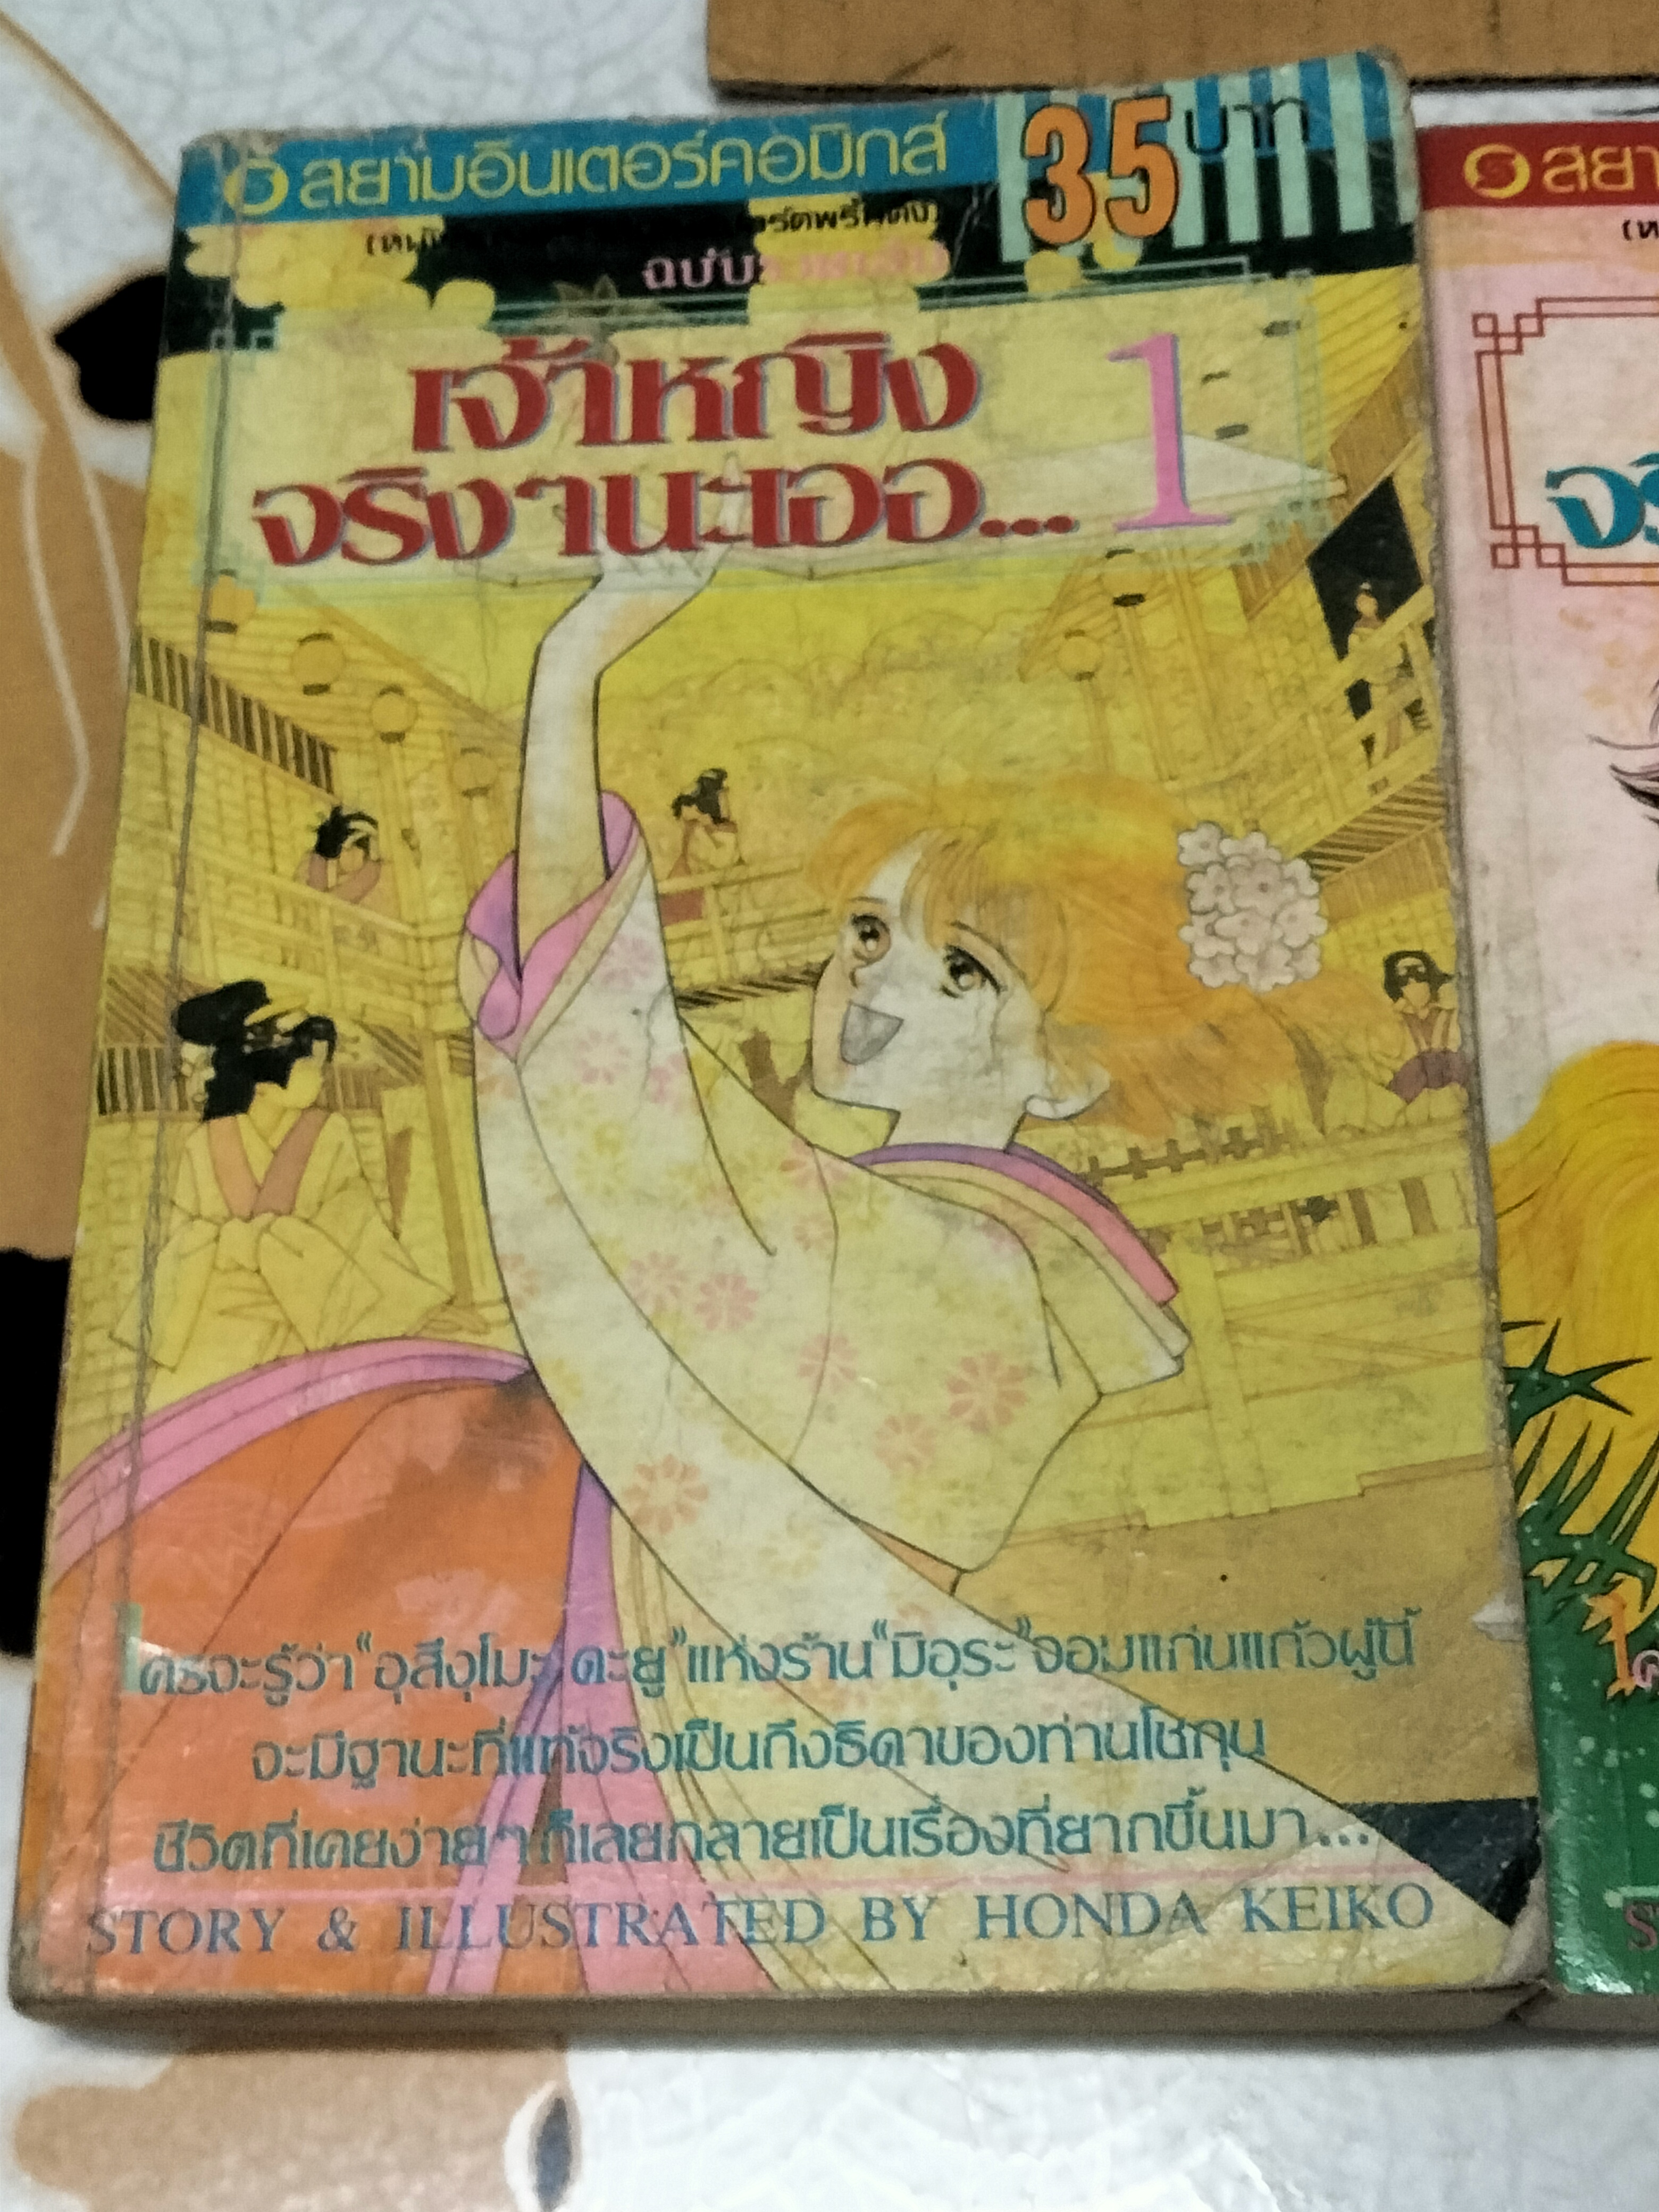 สยามอินเตอร์คอมิกส์
35 บาท
ฉบับ
เจ้าหญิง
จริงๆนะเออ... 1
ใครจะรู้ว่า "อุสึงุโมะ ดะยู" แห่งร้าน "มิอุระ" จอมแก่นแก้วผู้นี้
จะมีฐานะที่แท้จริงเป็นถึงธิดาของท่านโชกุน
ชีวิตที่เคยง่ายๆ ก็เลยกลายเป็นเรื่องที่ยากขึ้นมา...
STORY & ILLUSTRATED BY HONDA KEIKO